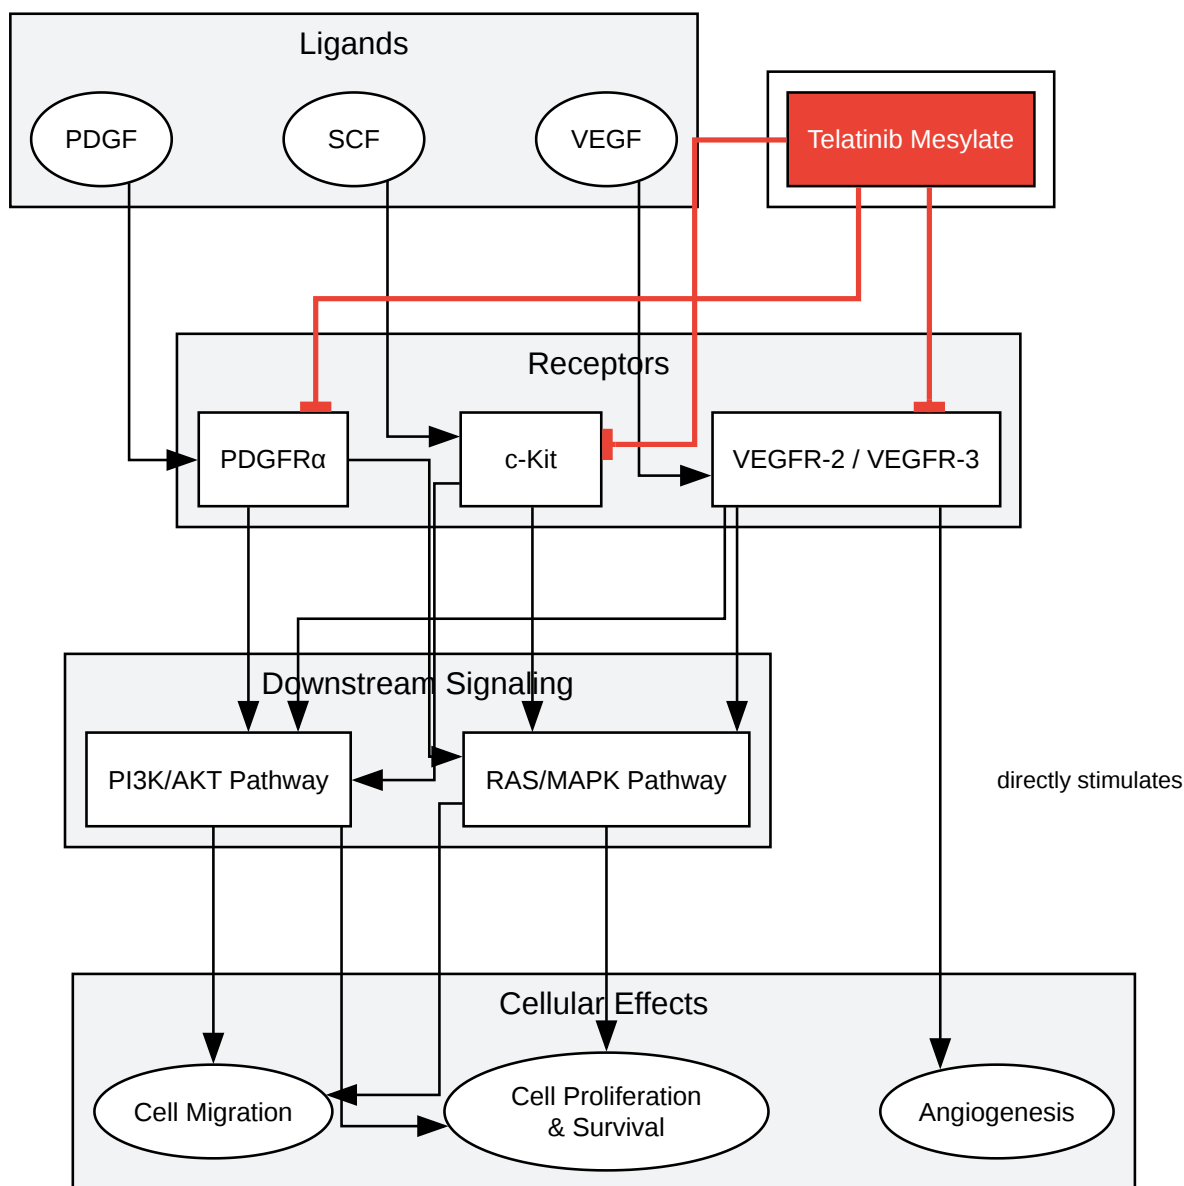 Ligands
PDGF
SCF
VEGF
Telatinib Mesylate
Receptors
PDGFRα
c-Kit
VEGFR-2 / VEGFR-3
Downstream Signaling
PI3K/AKT Pathway
RAS/MAPK Pathway
directly stimulates
Cellular Effects
Cell Migration
Cell Proliferation
& Survival
Angiogenesis